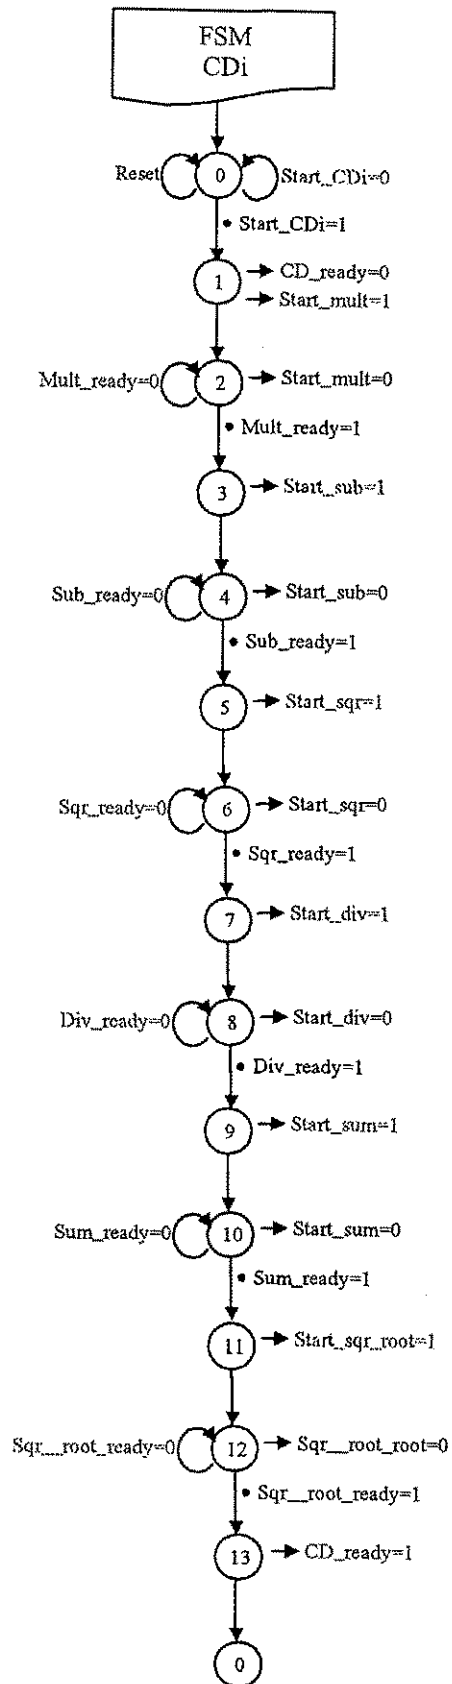 FSM
CDi
Reset
0
Start_CDi=0
• Start_CDi=1
1
CD_ready=0
Start_mult=1
Mult_ready=0
2
Start_mult=0
• Mult_ready=1
3
Start_sub=1
Sub_ready=0
4
Start_sub=0
• Sub_ready=1
5
Start_sqr=1
Sqr_ready=0
6
Start_sqr=0
• Sqr_ready=1
7
Start_div=1
Div_ready=0
8
Start_div=0
• Div_ready=1
9
Start_sum=1
Sum_ready=0
10
Start_sum=0
• Sum_ready=1
11
Start_sqr_root=1
Sqr__root_ready=0
12
Sqr__root_root=0
• Sqr__root_ready=1
13
CD_ready=1
0